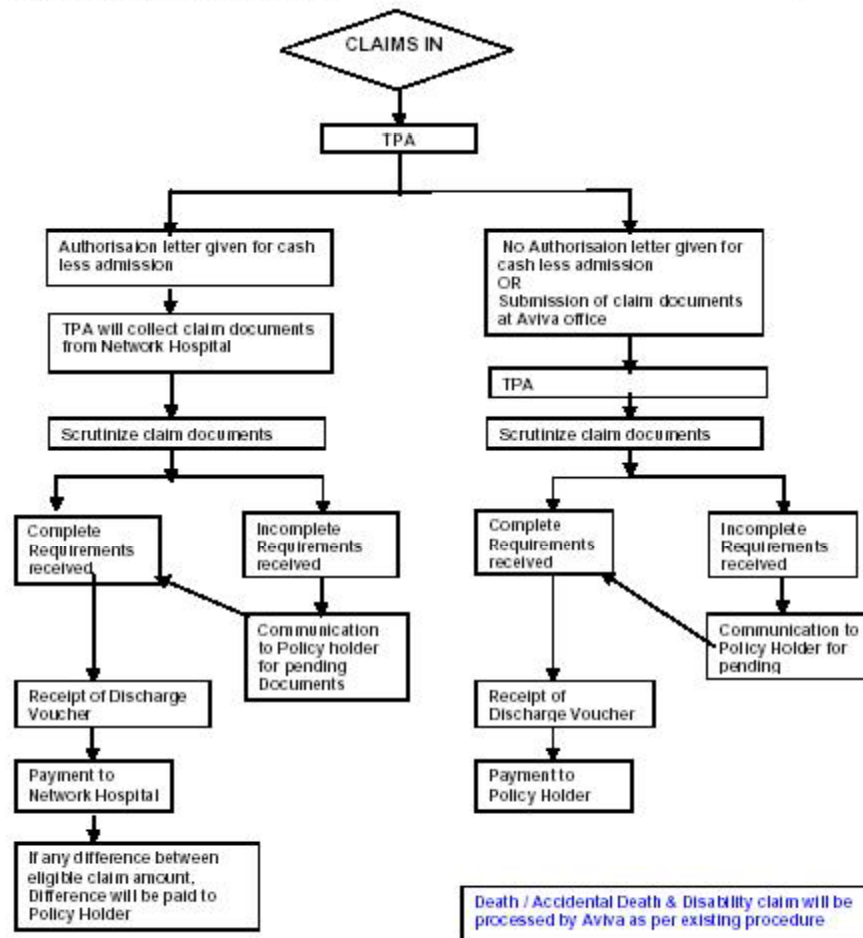 CLAIMS IN
TPA
Authorisaion letter given for cash
less admission
TPA will collect claim documents
from Network Hospital
Scrutinize claim documents
Complete
Requirements
received
Incomplete
Requirements
received
Communication
to Policy holder
for pending
Documents
Receipt of Discharge
Voucher
Payment to
Network Hospital
If any difference between
eligible claim amount,
Difference will be paid to
Policy Holder
No Authorisaion letter given for
cash less admission
OR
Submission of claim documents
at Aviva office
TPA
Scrutinize claim documents
Complete
Requirements
received
Incomplete
Requirements
received
Communication to
Policy Holder for
pending
Receipt of
Discharge Voucher
Payment to
Policy Holder
Death / Accidental Death & Disability claim will be
processed by Aviva as per existing procedure